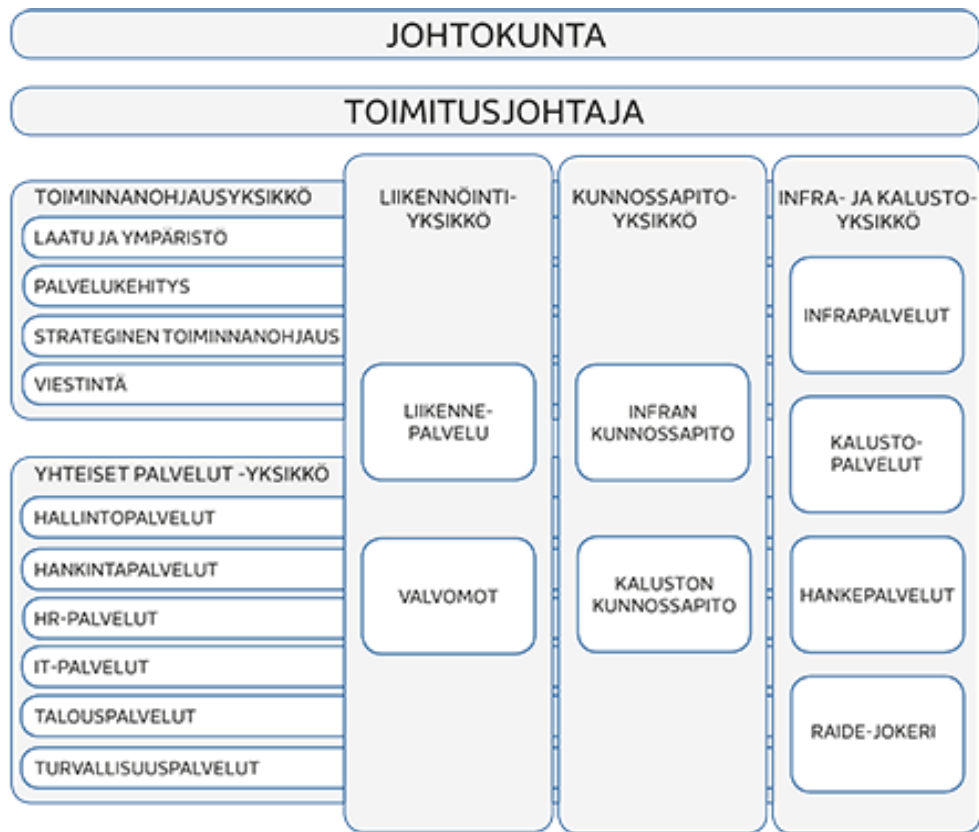 JOHTOKUNTA
TOIMITUSJOHTAJA
TOIMINNANOHJAUSYKSIKKÖ
LAATU JA YMPÄRISTÖ
PALVELUKEHITYS
STRATEGINEN TOIMINNANOHJAUS
VIESTINTÄ
YHTEISET PALVELUT -YKSIKKÖ
HALLINTOPALVELUT
HANKINTAPALVELUT
HR-PALVELUT
IT-PALVELUT
TALOUSPALVELUT
TURVALLISUUSPALVELUT
LIIKENNÖINTI-
YKSIKKÖ
LIIKENNE-
PALVELU
VALVOMOT
KUNNOSSAPITO-
YKSIKKÖ
INFRAN
KUNNOSSAPITO
KALUSTON
KUNNOSSAPITO
INFRA- JA KALUSTO-
YKSIKKÖ
INFRAPALVELUT
KALUSTO-
PALVELUT
HANKEPALVELUT
RAIDE-JOKERI